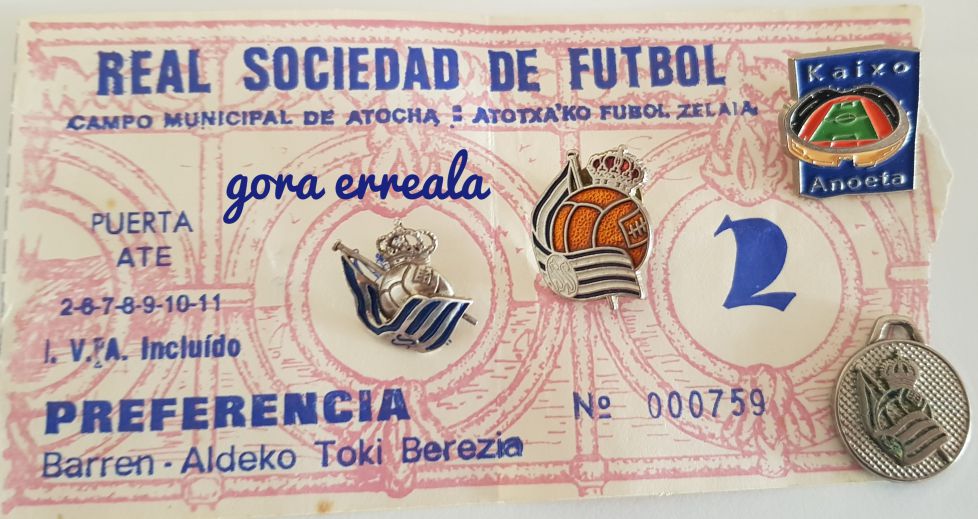 REAL SOCIEDAD DE FUTBOL
CAMPO MUNICIPAL DE ATOCHA = ATOTXA'KO FUBOL ZELAIA
gora erreala
Kaixo
Anoeta
PUERTA
ATE
2-6-7-8-9-10-11
I. V. A. Incluído
2
PREFERENCIA
Nº 000759
Barren - Aldeko Toki Berezia